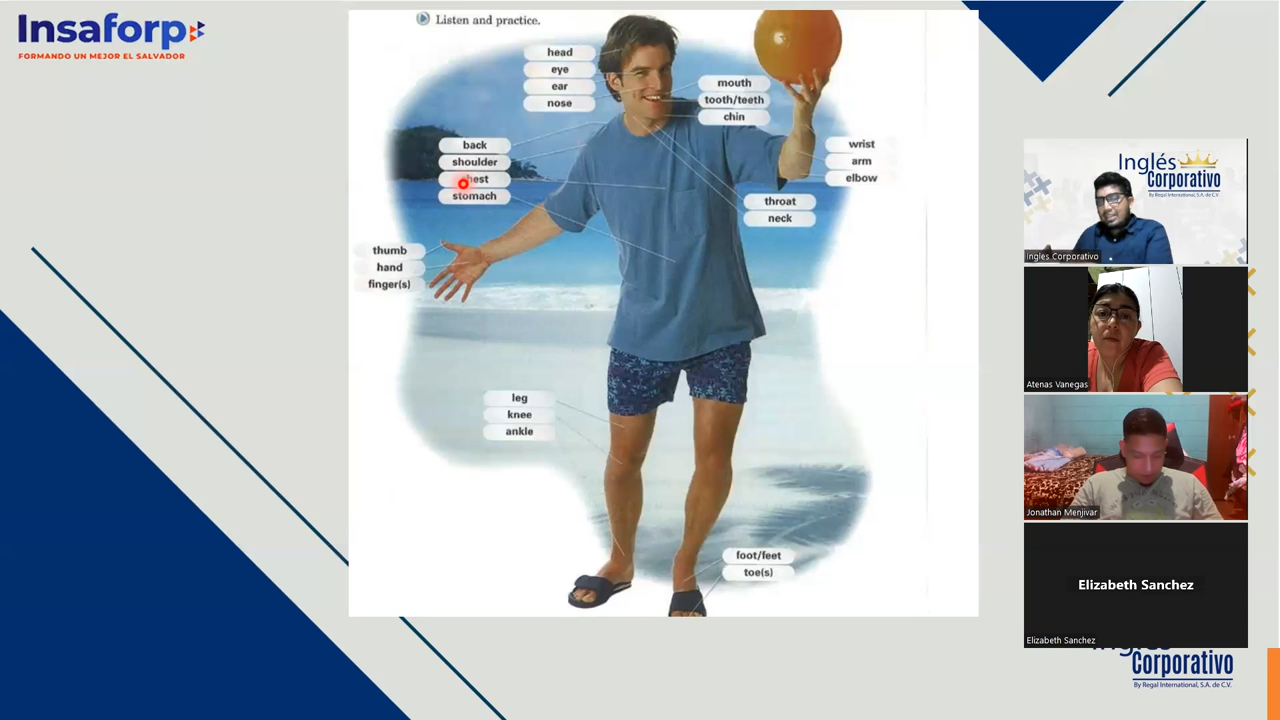 Insaforp
FORMANDO UN MEJOR EL SALVADOR
Listen and practice.
head
eye
ear
nose
mouth
tooth/teeth
chin
back
shoulder
chest
stomach
wrist
arm
elbow
throat
neck
thumb
hand
finger(s)
leg
knee
ankle
foot/feet
toe(s)
Inglés
Corporativo
By Regal International, S.A. de C.V.
Ingles Corporativo
Atenas Vanegas
Jonathan Menjivar
Elizabeth Sanchez
Elizabeth Sanchez
Inglés
Corporativo
By Regal International, S.A. de C.V.